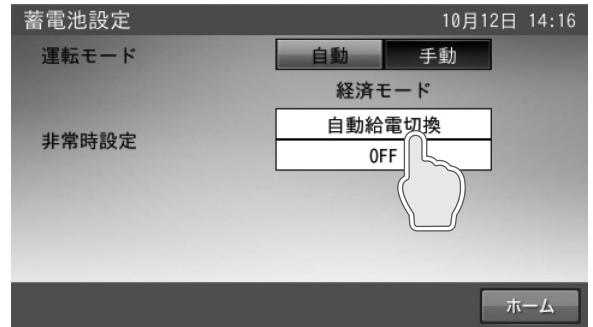 蓄電池設定 10月12日 14:16
運転モード 自動 手動
経済モード
非常時設定 自動給電切換
OFF
ホーム